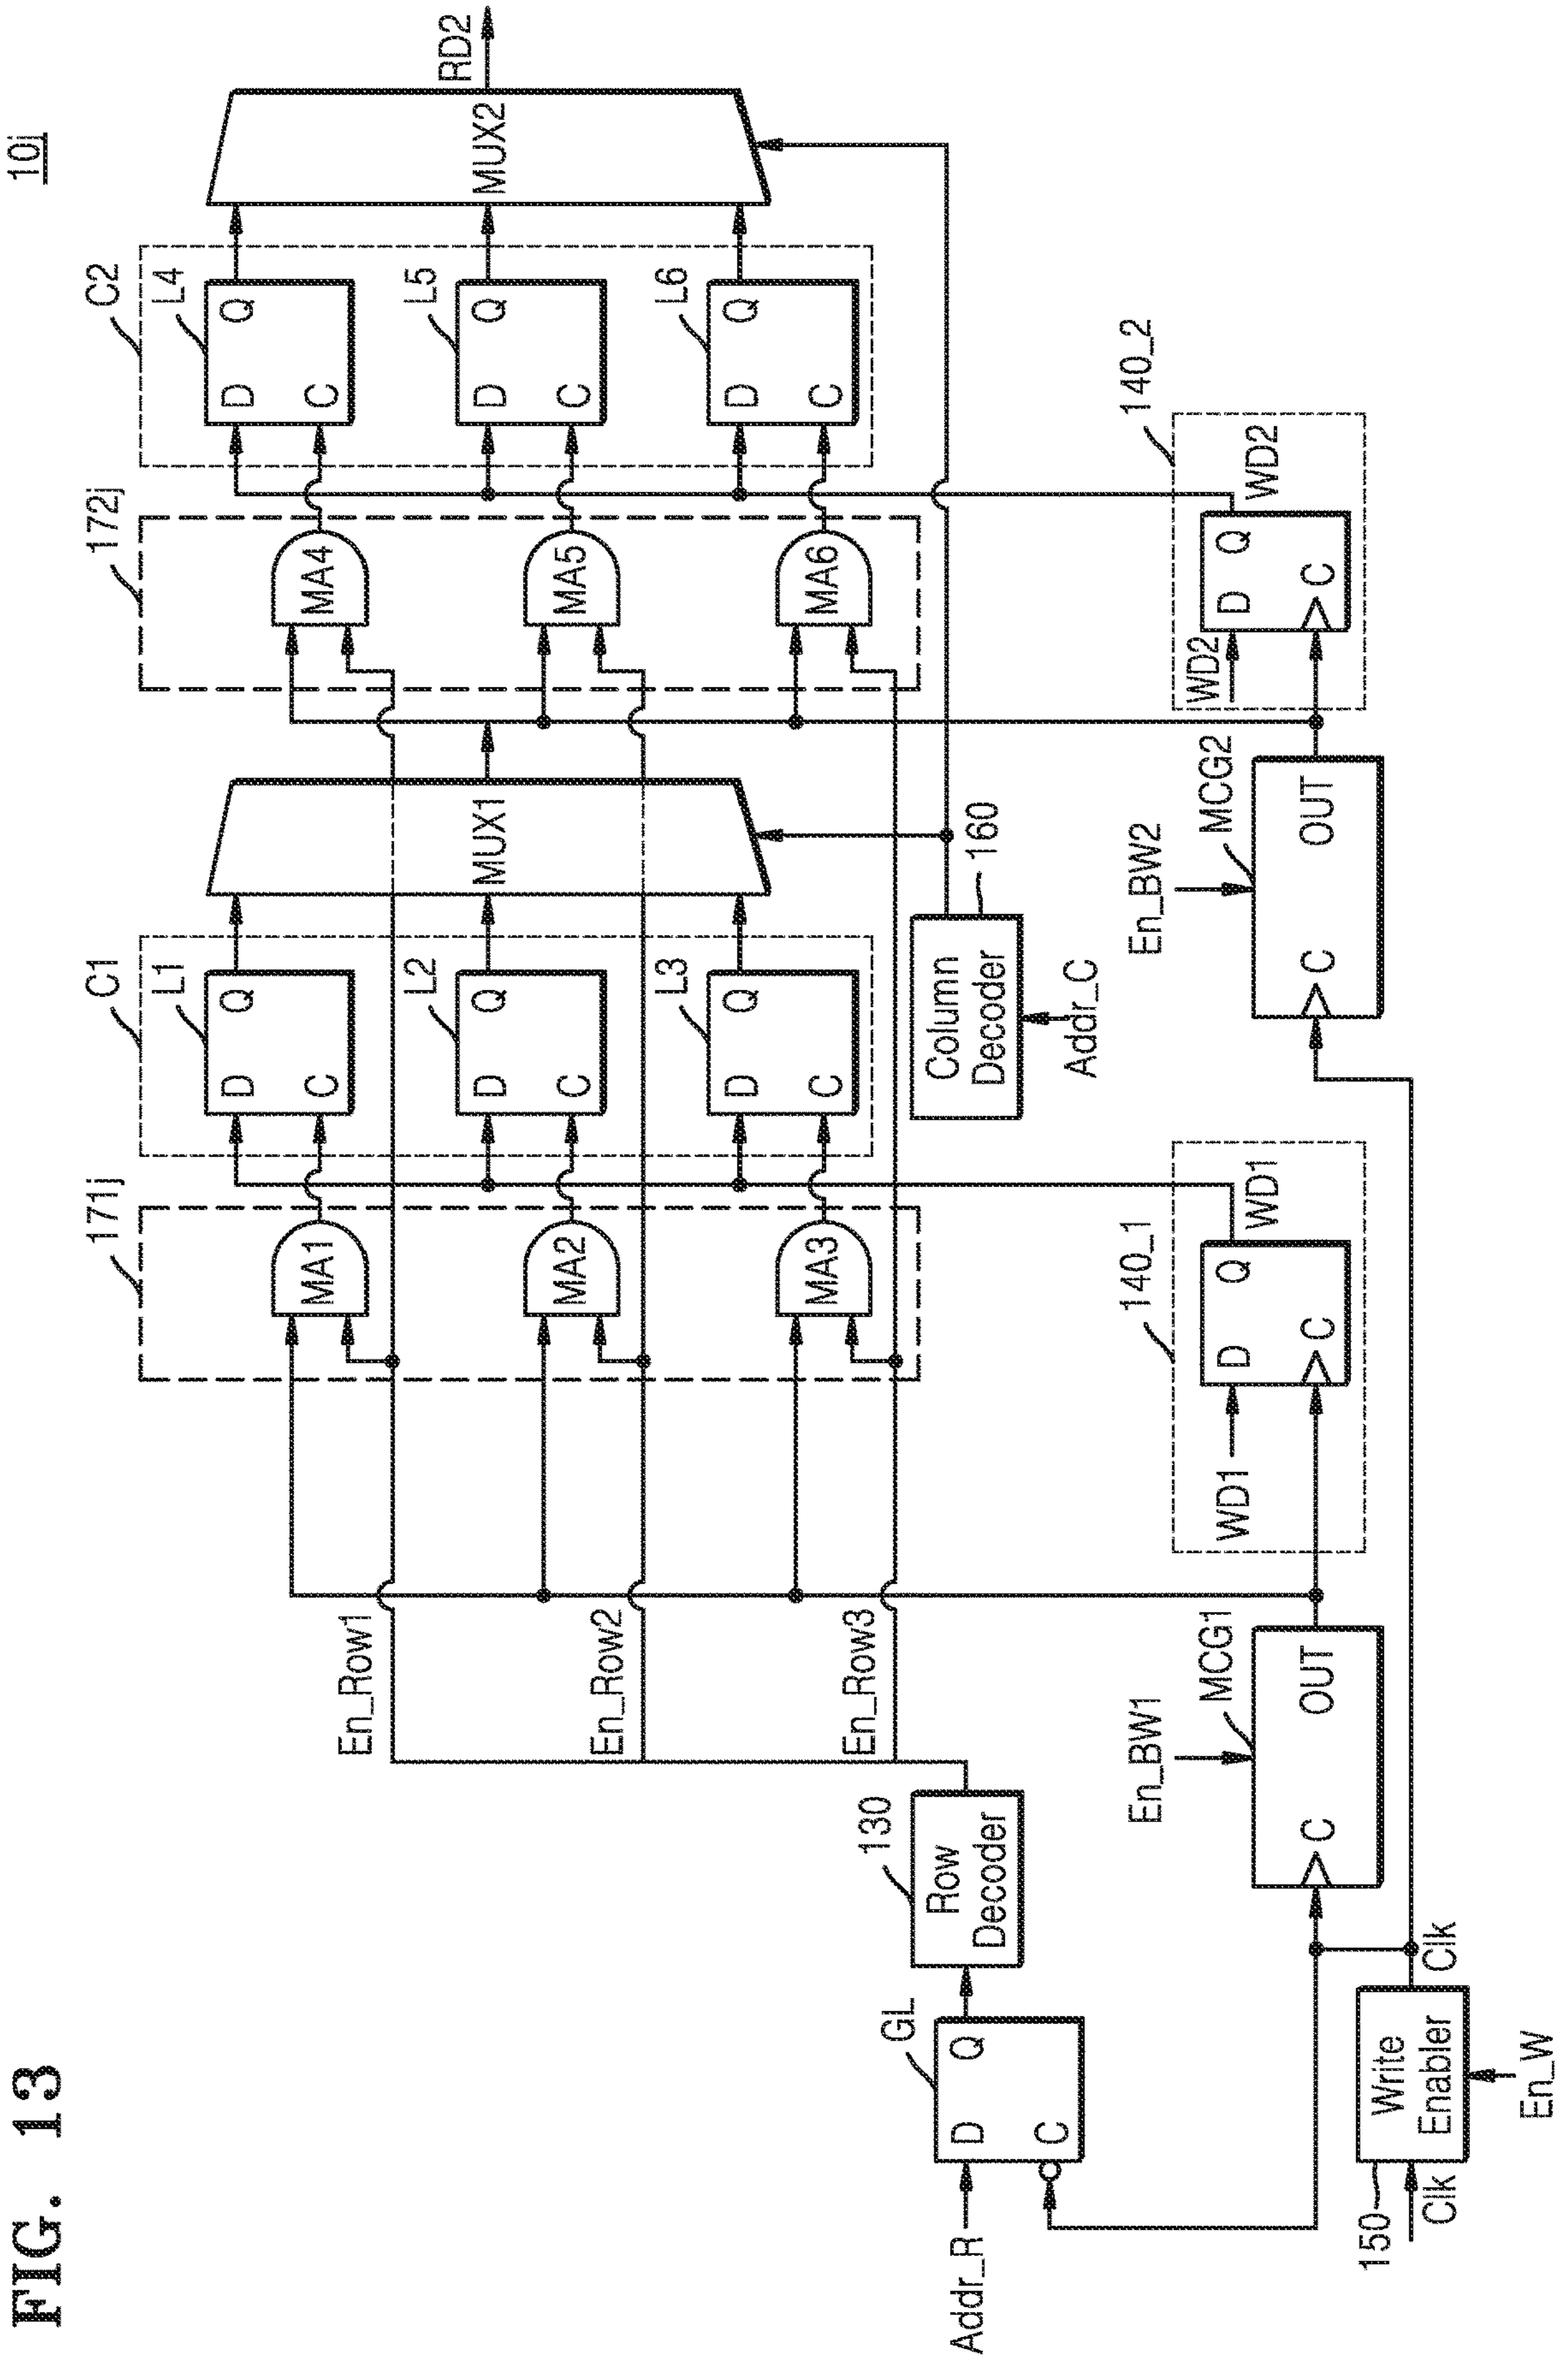 FIG. 13
10j
171j
C1
172j
C2
L1
D
Q
C
L4
D
Q
C
MA1
MA4
En_Row1
L2
D
Q
C
MUX1
L5
D
Q
C
MUX2
RD2
MA2
MA5
En_Row2
L3
D
Q
C
L6
D
Q
C
MA3
MA6
En_Row3
GL
D
Q
C
Addr_R
130
Row
Decoder
Column
Decoder
160
Addr_C
En_BW1
MCG1
C
OUT
140_1
WD1
D
Q
C
WD1
En_BW2
MCG2
C
OUT
140_2
WD2
D
Q
C
WD2
150
Clk
Write
Enabler
Clk
En_W